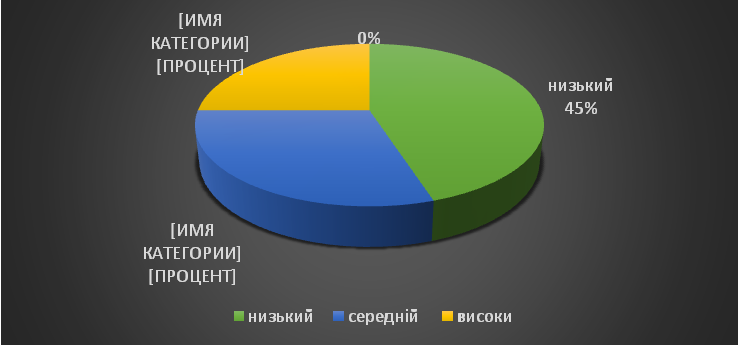 [ИМЯ
КАТЕГОРИИ]
[ПРОЦЕНТ]
0%
низький
45%
[ИМЯ
КАТЕГОРИИ]
[ПРОЦЕНТ]
низький середній високи